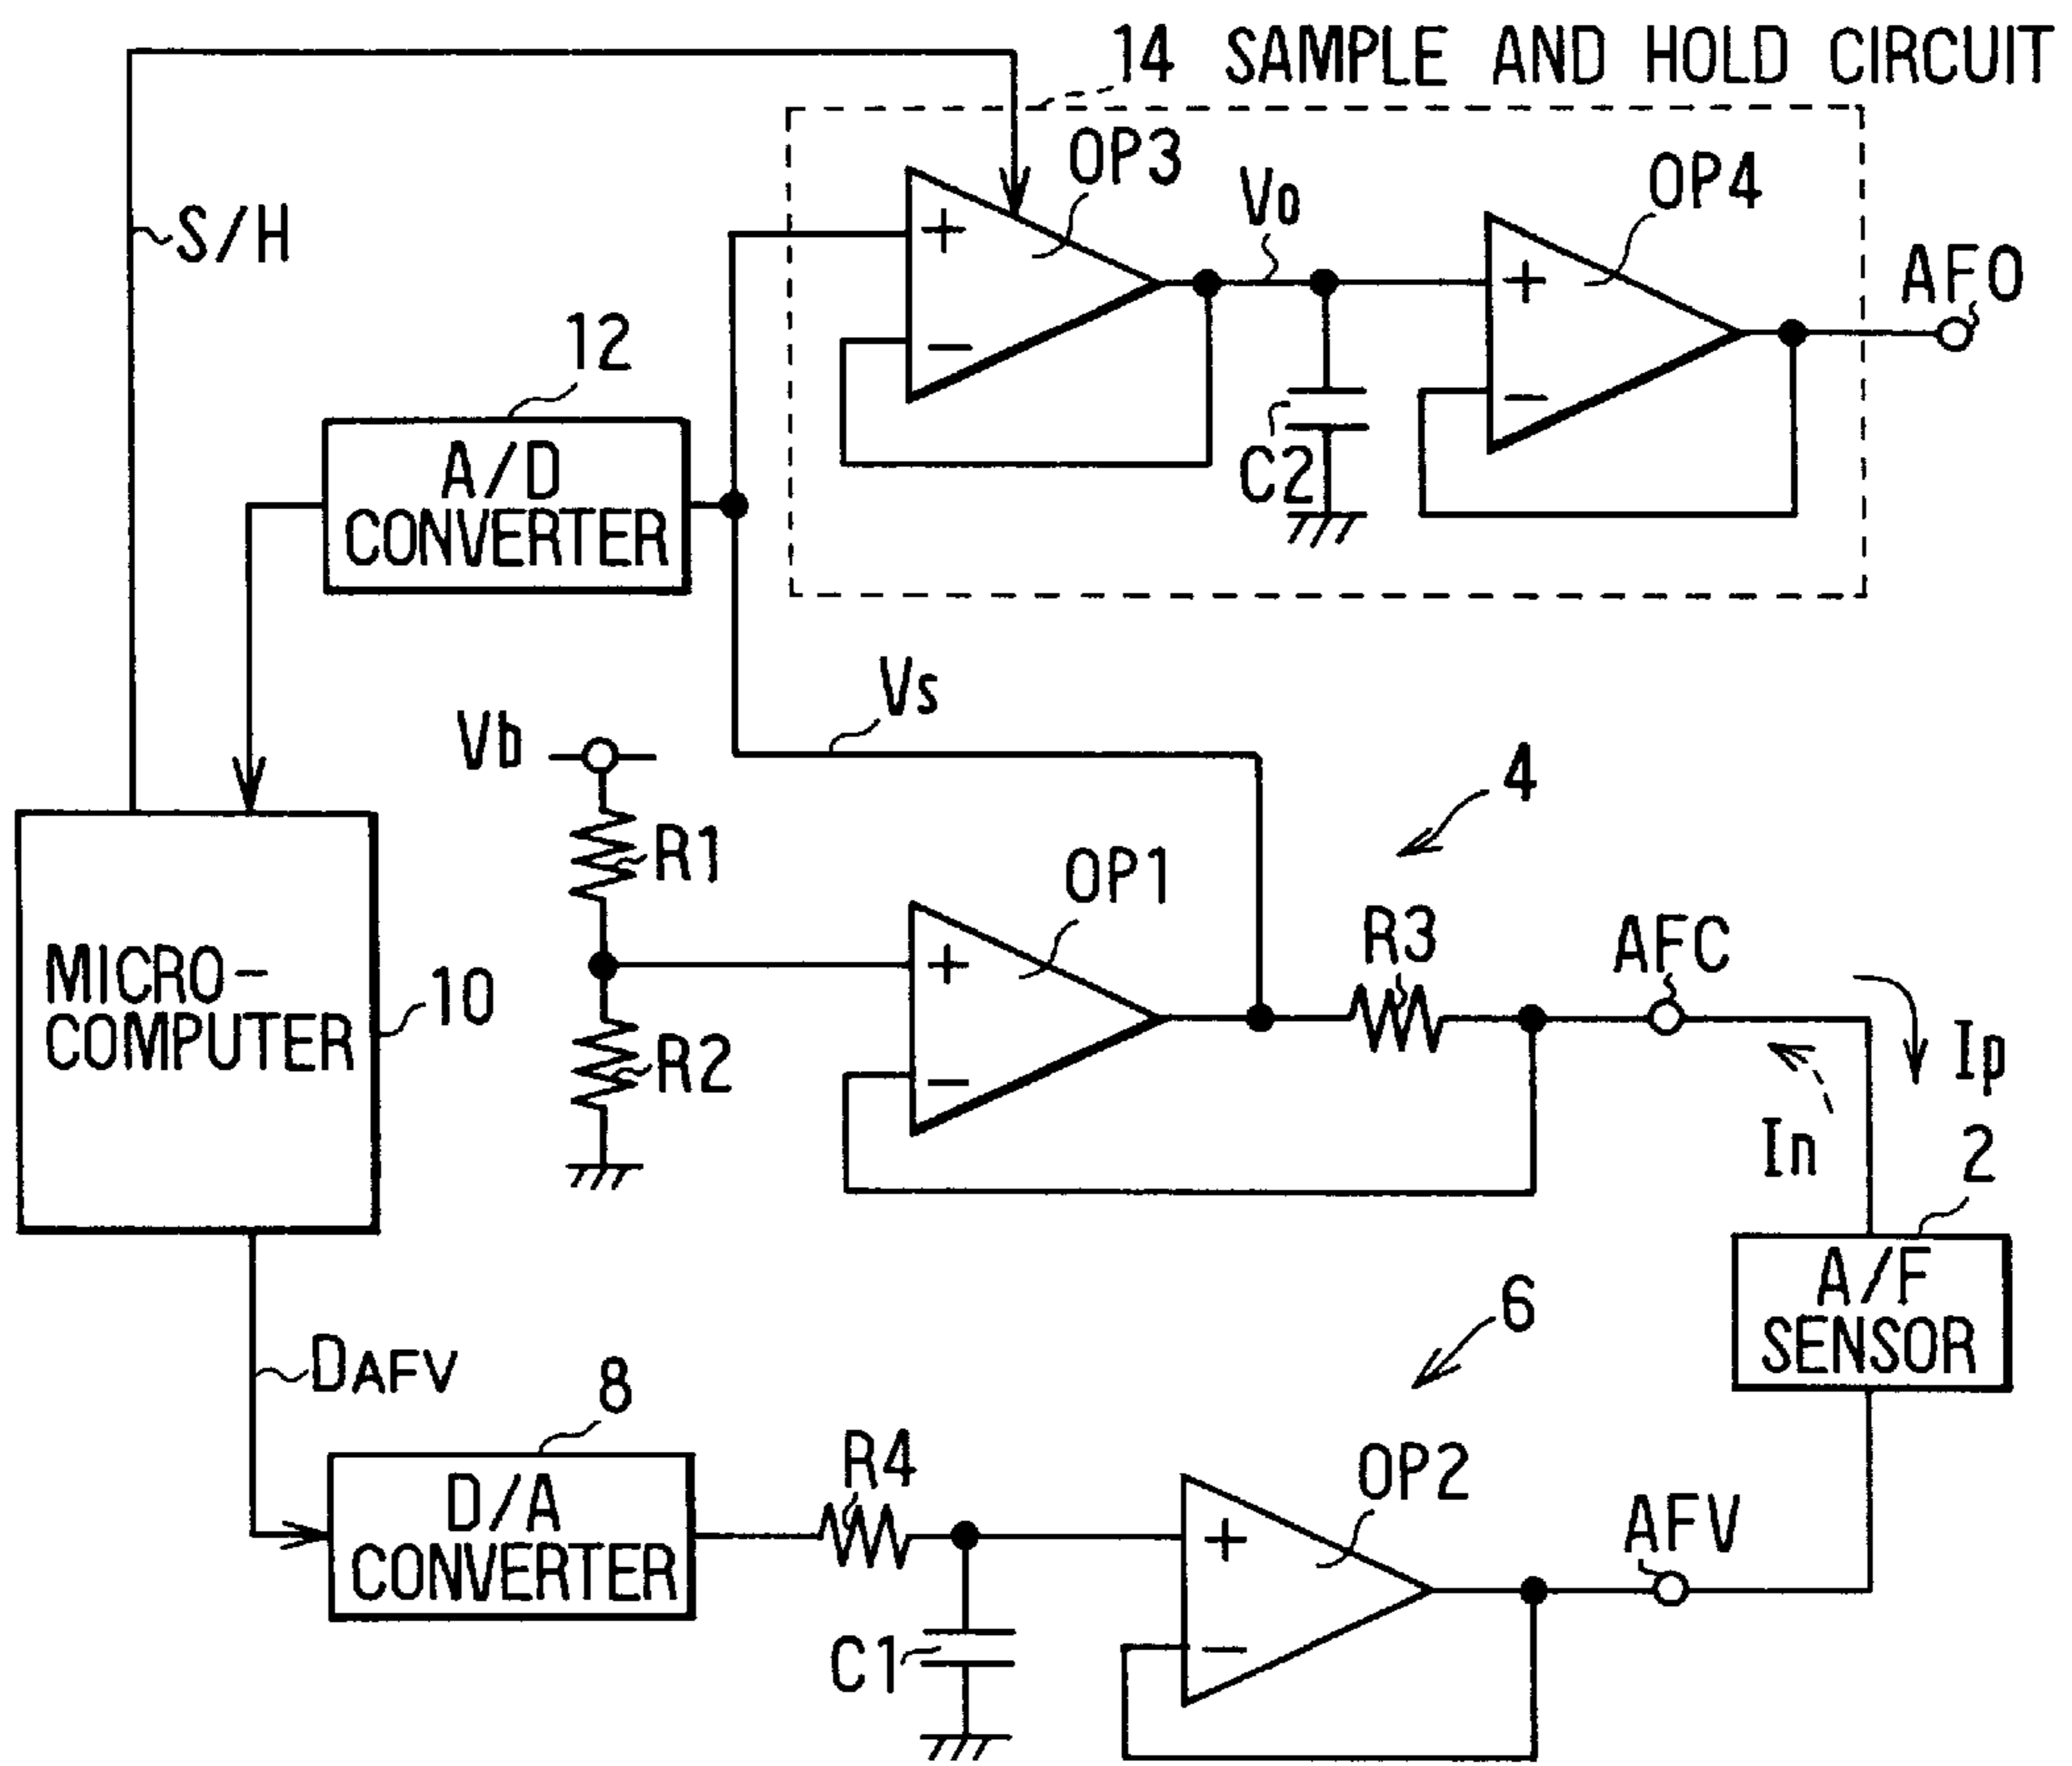 14 SAMPLE AND HOLD CIRCUIT
OP3
OP4
Vo
S/H
AFO
+
+
12
−
−
A/D
CONVERTER
C2
Vs
Vb
4
R1
OP1
R3
AFC
MICRO-
COMPUTER
10
+
R2
−
Ip
In
2
A/F
SENSOR
6
DAFV
8
R4
OP2
D/A
CONVERTER
AFV
+
C1
−